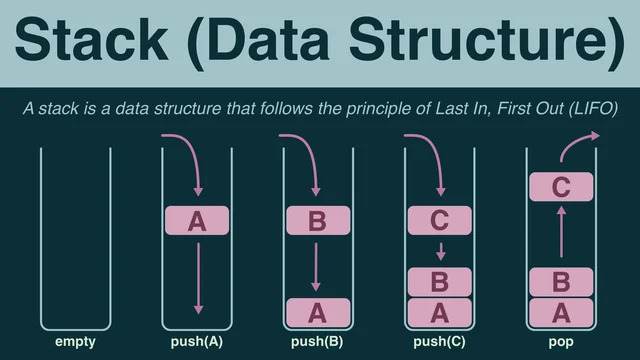 Stack (Data Structure)
A stack is a data structure that follows the principle of Last In, First Out (LIFO)
A
B
A
C
B
A
C
B
A
empty
push(A)
push(B)
push(C)
pop